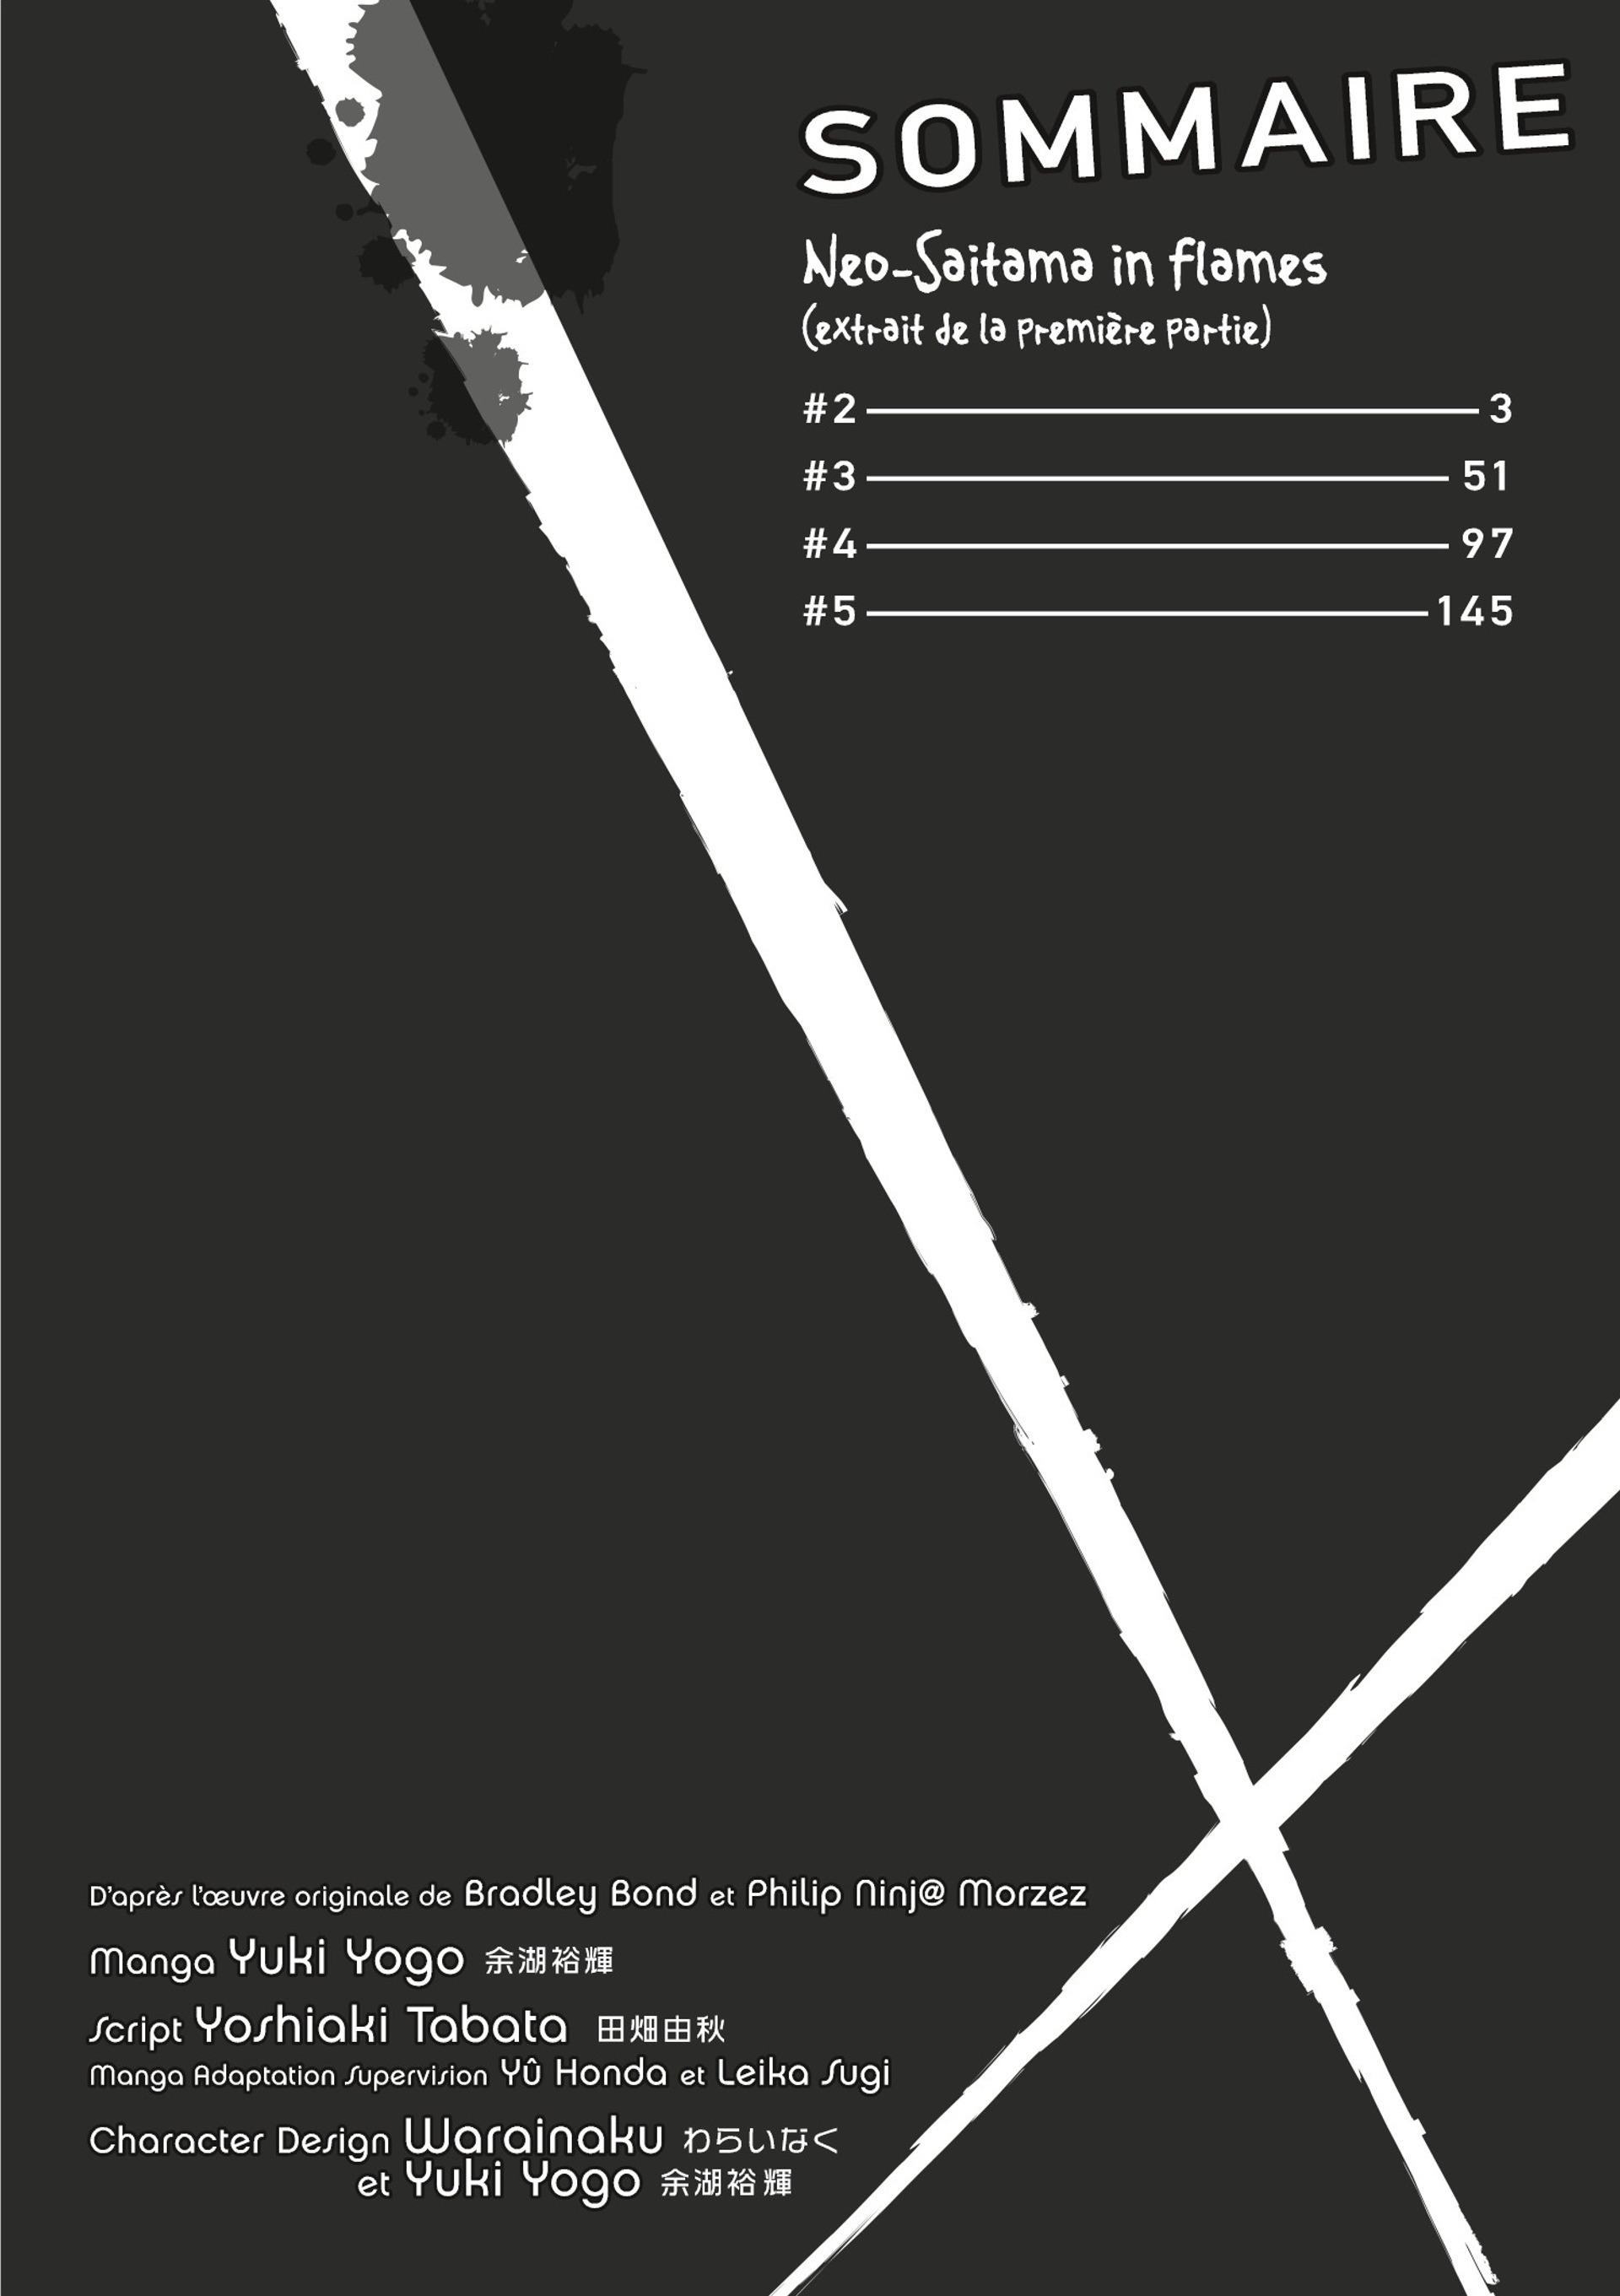 SOMMAIRE
Neo-Saitama in flames
(extrait de la première partie)
#2 3
#3 51
#4 97
#5 145
D'après l'œuvre originale de Bradley Bond et Philip Ninj@ Morzez
Manga Yuki Yogo 余湖裕輝
Script Yoshiaki Tabata 田畑由秋
Manga Adaptation Supervision Yû Honda et Leika Sugi
Character Design Warainaku わらいなく
et Yuki Yogo 余湖裕輝